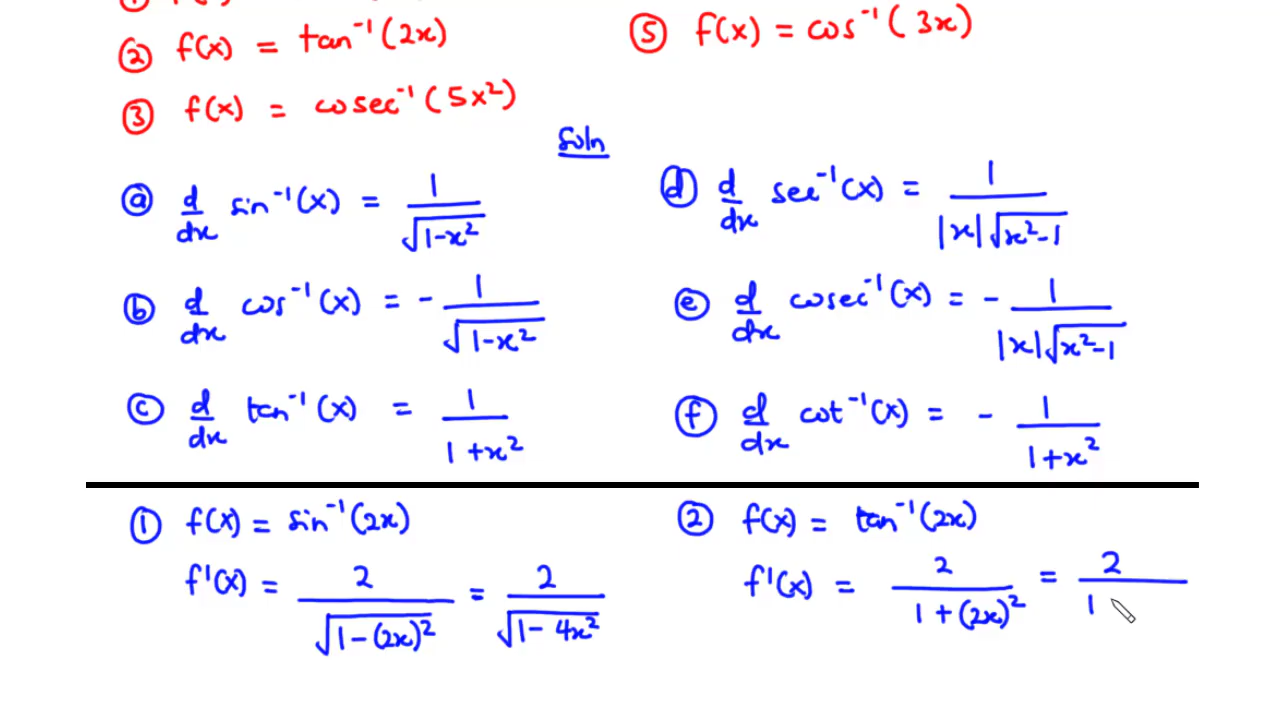 ② f(x) = tan⁻¹(2x)
⑤ f(x) = cos⁻¹(3x)
③ f(x) = cosec⁻¹(5x²)
Soln
ⓐ d/dx sin⁻¹(x) = 1/√(1-x²)
ⓓ d/dx sec⁻¹(x) = 1/(|x|√(x²-1))
ⓑ d/dx cos⁻¹(x) = - 1/√(1-x²)
ⓔ d/dx cosec⁻¹(x) = - 1/(|x|√(x²-1))
ⓒ d/dx tan⁻¹(x) = 1/(1+x²)
ⓕ d/dx cot⁻¹(x) = - 1/(1+x²)
① f(x) = sin⁻¹(2x)
f'(x) = 2/√(1-(2x)²) = 2/√(1-4x²)
② f(x) = tan⁻¹(2x)
f'(x) = 2/(1+(2x)²) = 2/1